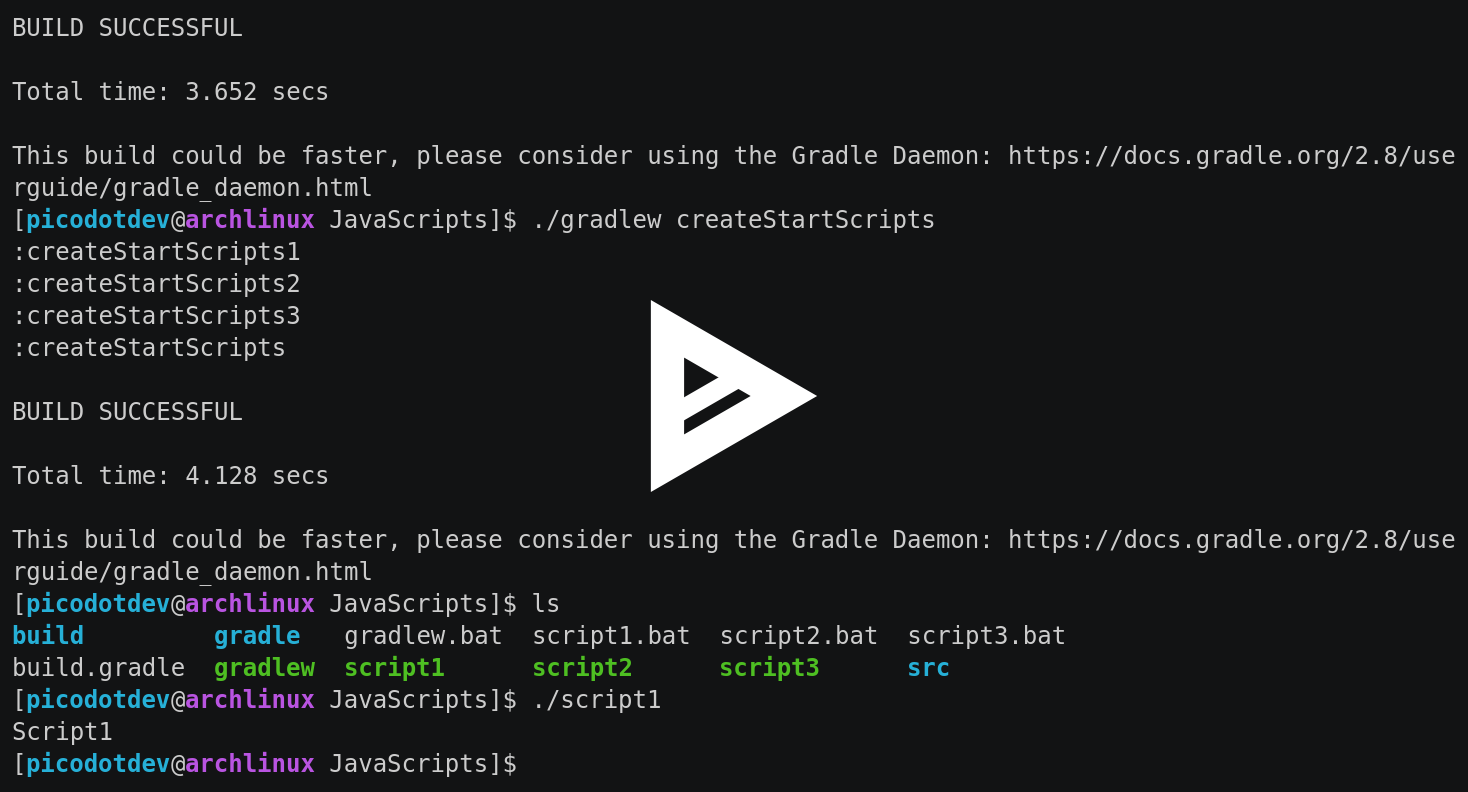 BUILD SUCCESSFUL
Total time: 3.652 secs
This build could be faster, please consider using the Gradle Daemon: https://docs.gradle.org/2.8/use
rguide/gradle_daemon.html
[picodotdev@archlinux JavaScripts]$ ./gradlew createStartScripts
:createStartScripts1
:createStartScripts2
:createStartScripts3
:createStartScripts
BUILD SUCCESSFUL
Total time: 4.128 secs
This build could be faster, please consider using the Gradle Daemon: https://docs.gradle.org/2.8/use
rguide/gradle_daemon.html
[picodotdev@archlinux JavaScripts]$ ls
build         gradle   gradlew.bat  script1.bat  script2.bat  script3.bat
build.gradle  gradlew  script1      script2      script3      src
[picodotdev@archlinux JavaScripts]$ ./script1
Script1
[picodotdev@archlinux JavaScripts]$